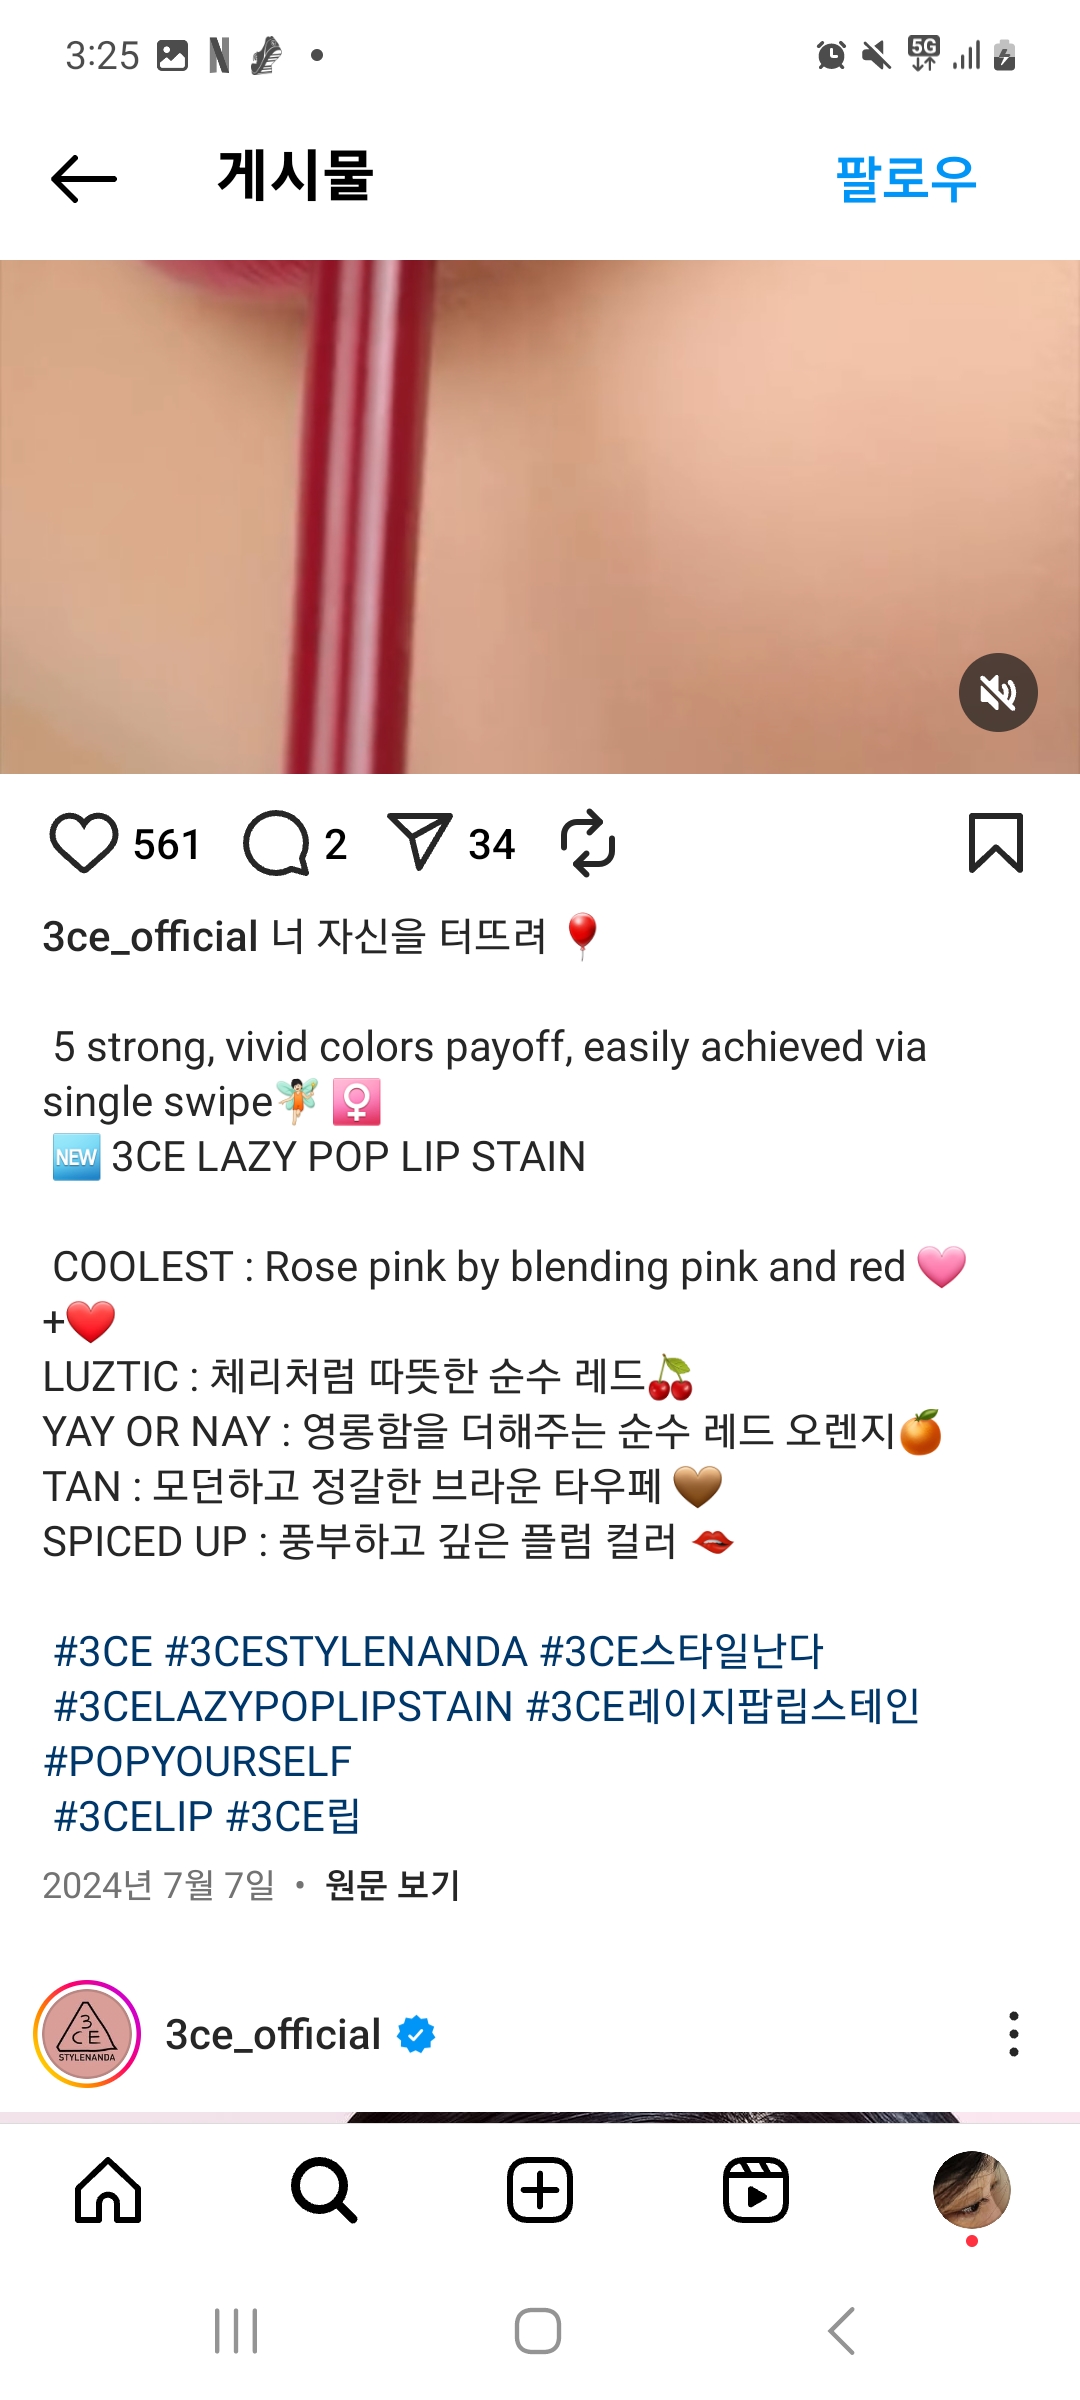 3:25
5G
게시물
팔로우
561 2 34
3ce_official 너 자신을 터뜨려 🎈
5 strong, vivid colors payoff, easily achieved via
single swipe🧚🏻 ♀️
🆕 3CE LAZY POP LIP STAIN
COOLEST : Rose pink by blending pink and red 🩷
+❤️
LUZTIC : 체리처럼 따뜻한 순수 레드🍒
YAY OR NAY : 영롱함을 더해주는 순수 레드 오렌지🍊
TAN : 모던하고 정갈한 브라운 타우페 🤎
SPICED UP : 풍부하고 깊은 플럼 컬러 🫦
#3CE #3CESTYLENANDA #3CE스타일난다
#3CELAZYPOPLIPSTAIN #3CE레이지팝립스테인
#POPYOURSELF
#3CELIP #3CE립
2024년 7월 7일 • 원문 보기
3
CE
STYLENANDA
3ce_official